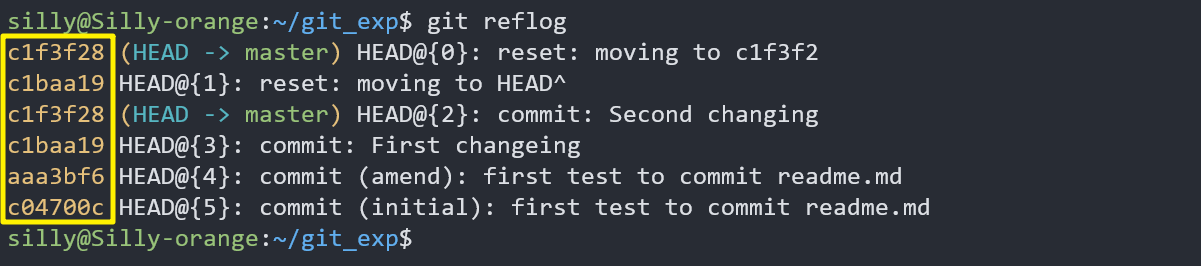 silly@Silly-orange:~/git_exp$ git reflog
c1f3f28 (HEAD -> master) HEAD@{0}: reset: moving to c1f3f2
c1baa19 HEAD@{1}: reset: moving to HEAD^
c1f3f28 (HEAD -> master) HEAD@{2}: commit: Second changing
c1baa19 HEAD@{3}: commit: First changeing
aaa3bf6 HEAD@{4}: commit (amend): first test to commit readme.md
c04700c HEAD@{5}: commit (initial): first test to commit readme.md
silly@Silly-orange:~/git_exp$